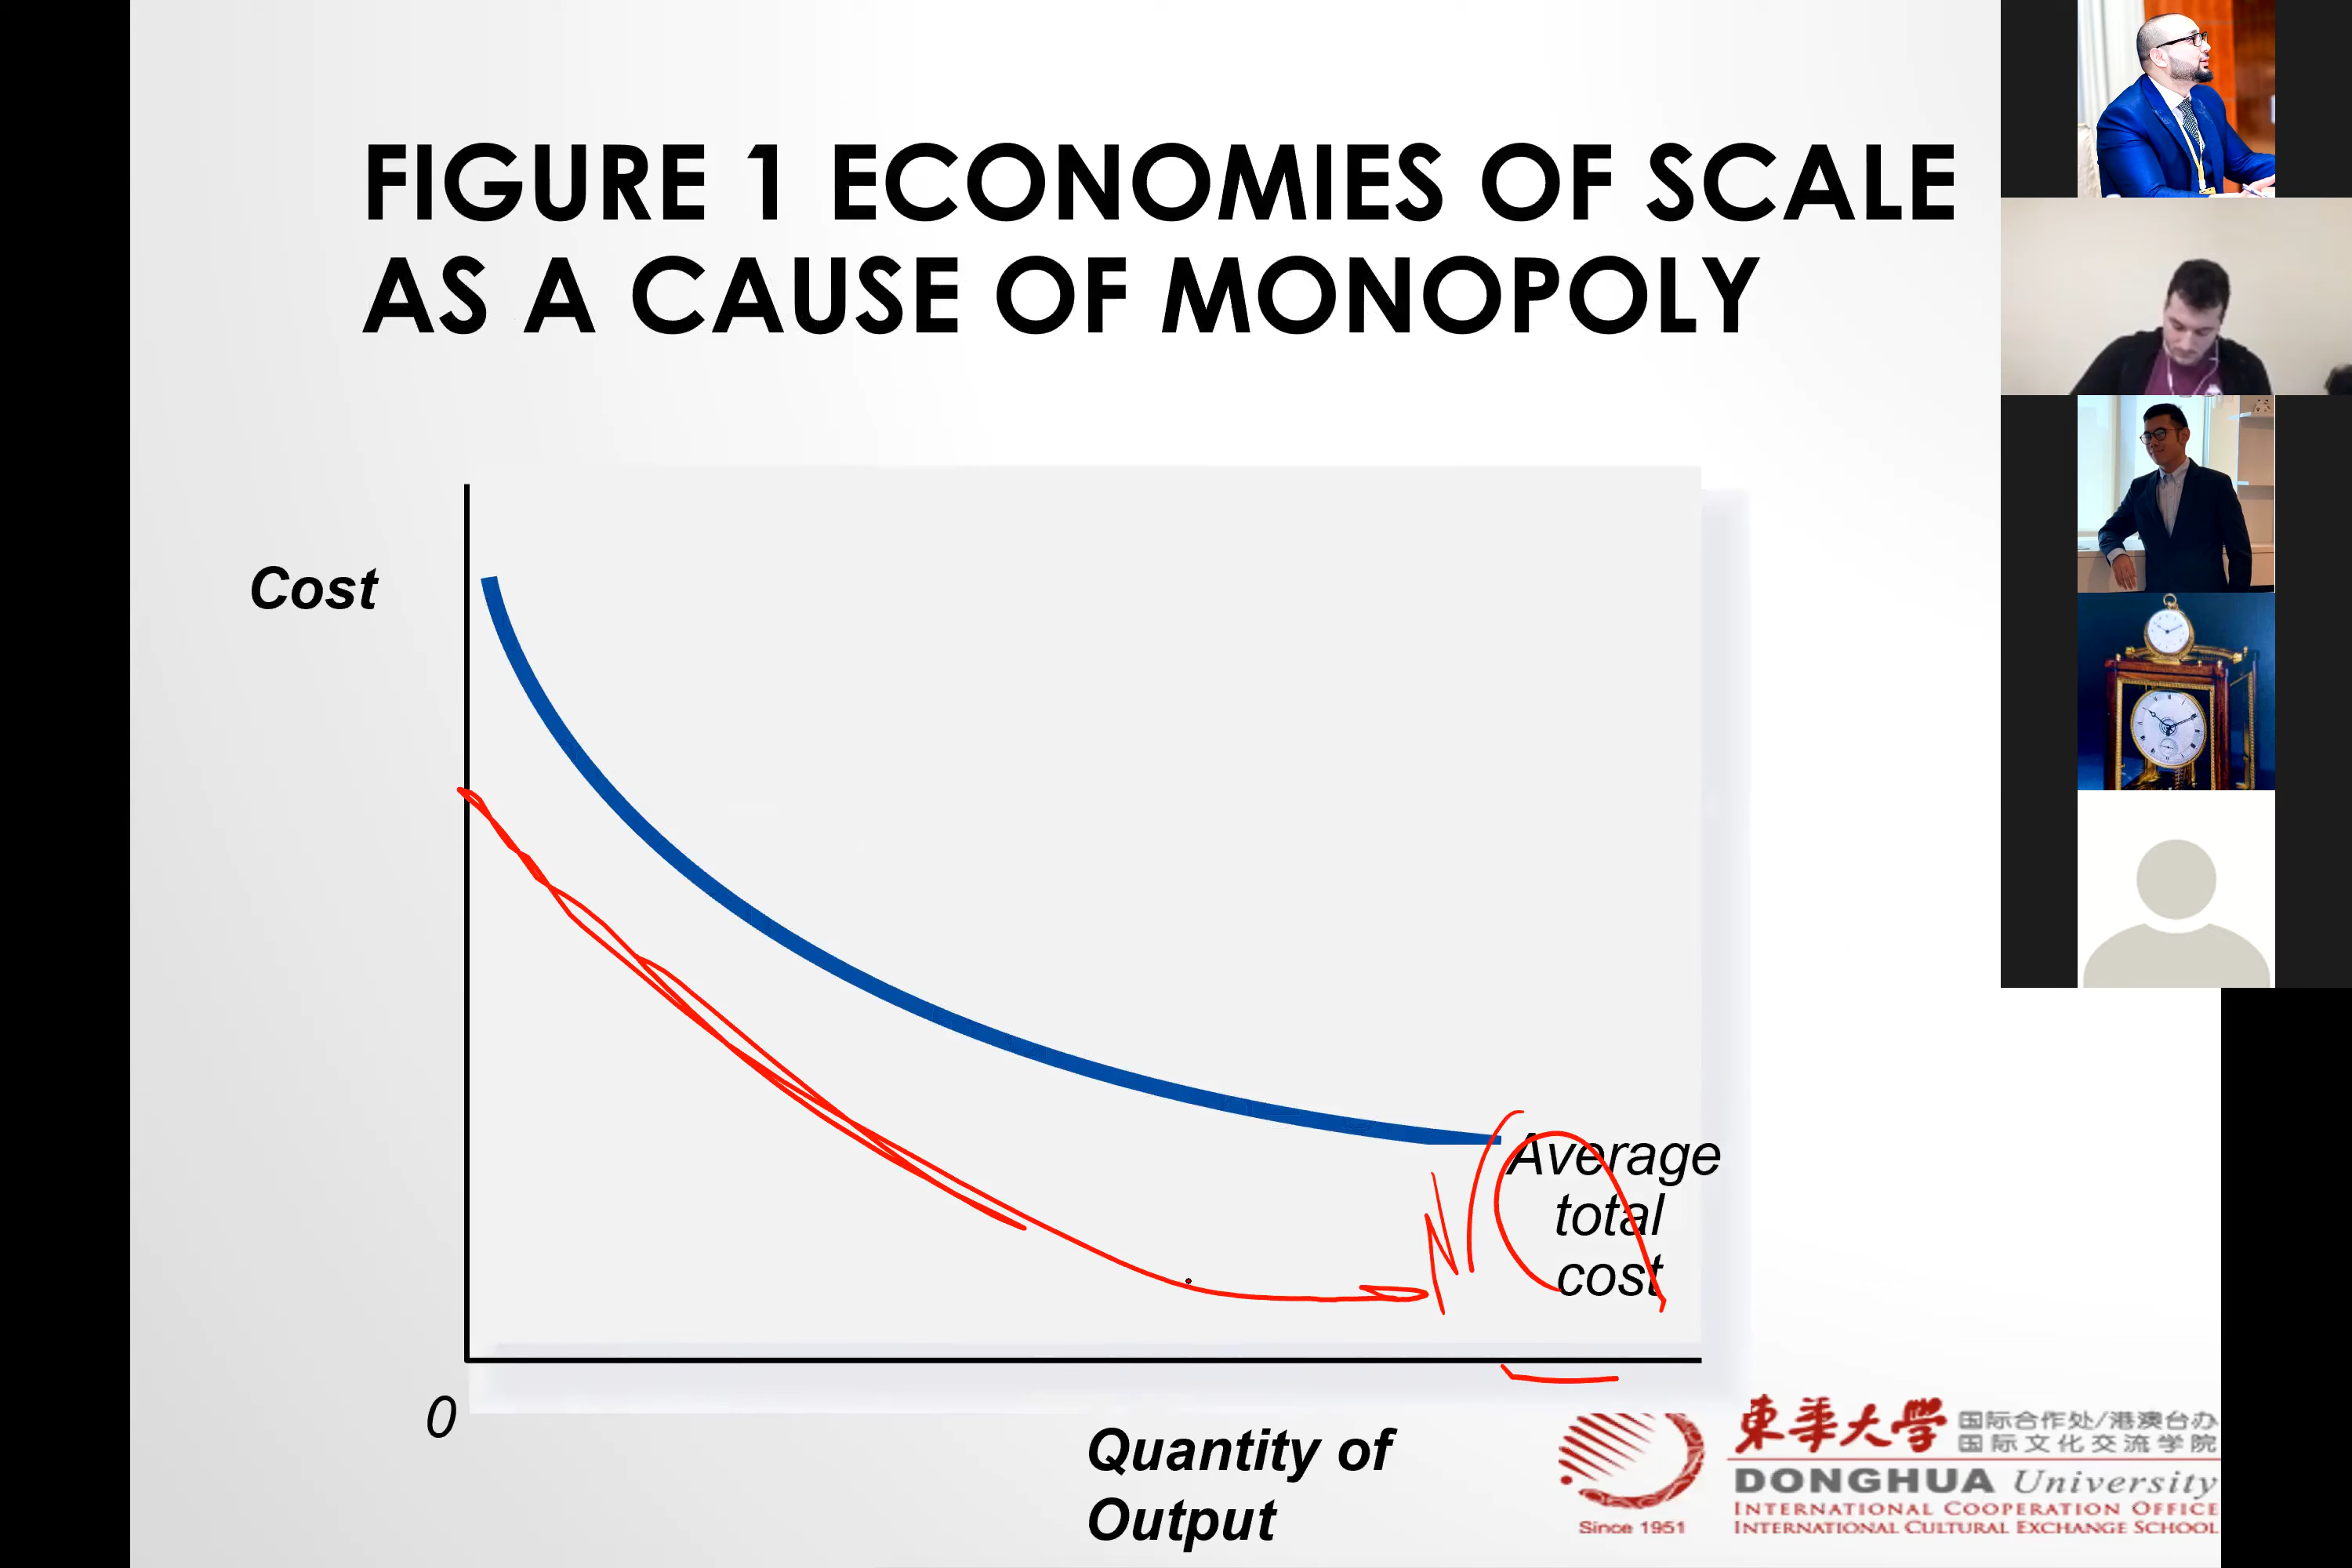 FIGURE 1 ECONOMIES OF SCALE
AS A CAUSE OF MONOPOLY
Cost
Average
total
cost
0
Quantity of
Output
Since 1951
東華大學
国际合作处/港澳台办
国际文化交流学院
DONGHUA University
INTERNATIONAL COOPERATION OFFICE
INTERNATIONAL CULTURAL EXCHANGE SCHOOL